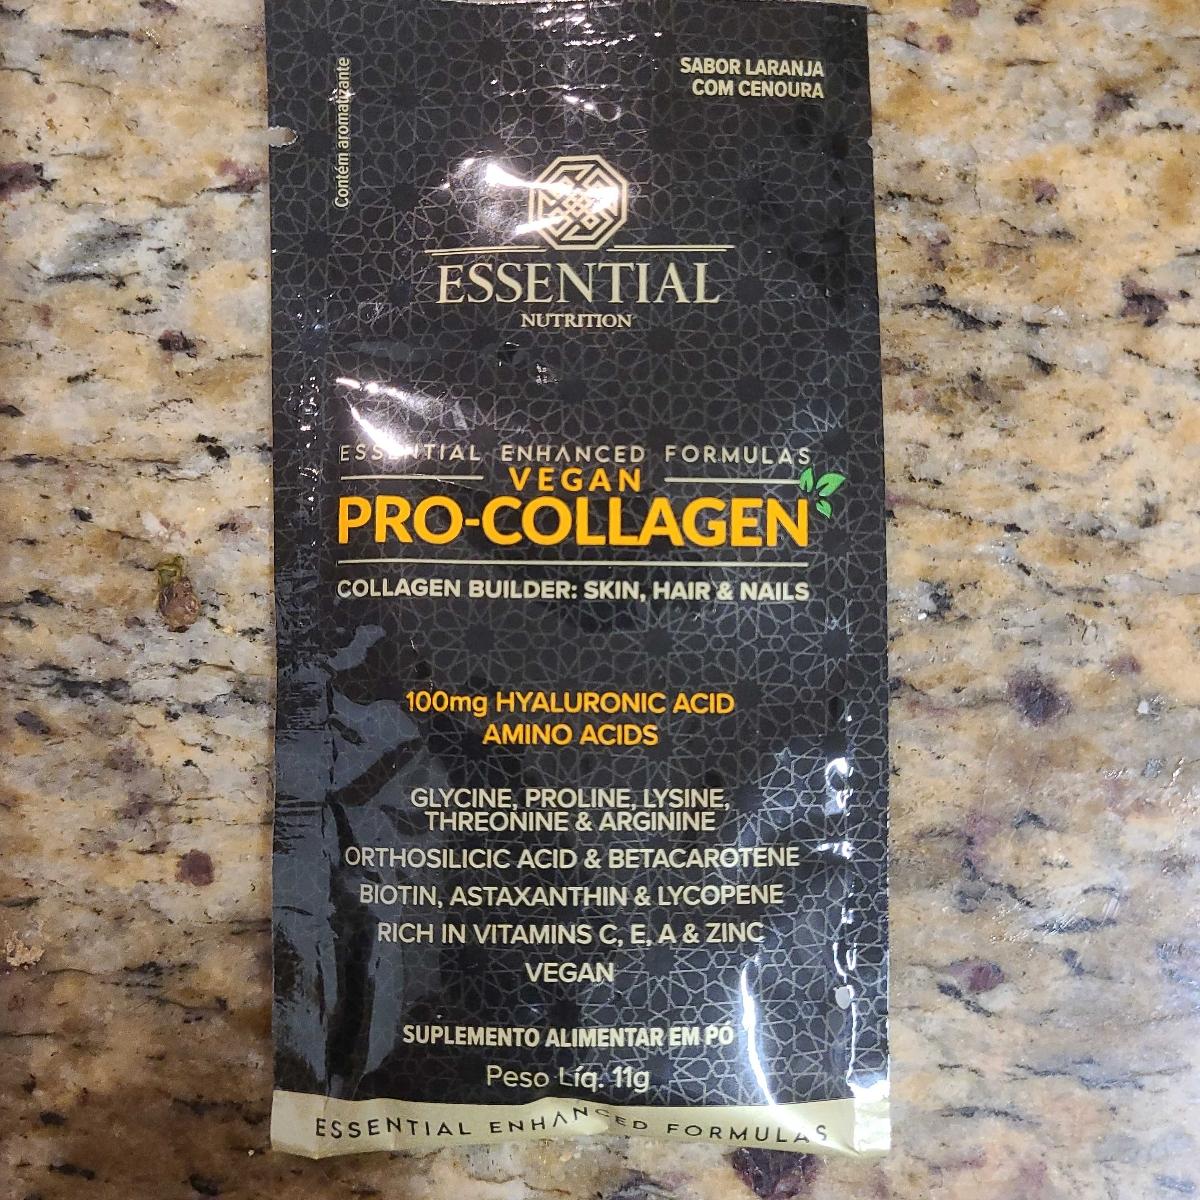 Contém aromatizante
SABOR LARANJA
COM CENOURA
ESSENTIAL
NUTRITION
ESSENTIAL ENHANCED FORMULAS
VEGAN
PRO-COLLAGEN
COLLAGEN BUILDER: SKIN, HAIR & NAILS
100mg HYALURONIC ACID
AMINO ACIDS
GLYCINE, PROLINE, LYSINE,
THREONINE & ARGININE
ORTHOSILICIC ACID & BETACAROTENE
BIOTIN, ASTAXANTHIN & LYCOPENE
RICH IN VITAMINS C, E, A & ZINC
VEGAN
SUPLEMENTO ALIMENTAR EM PÓ
Peso Líq. 11g
ESSENTIAL ENHANCED FORMULAS